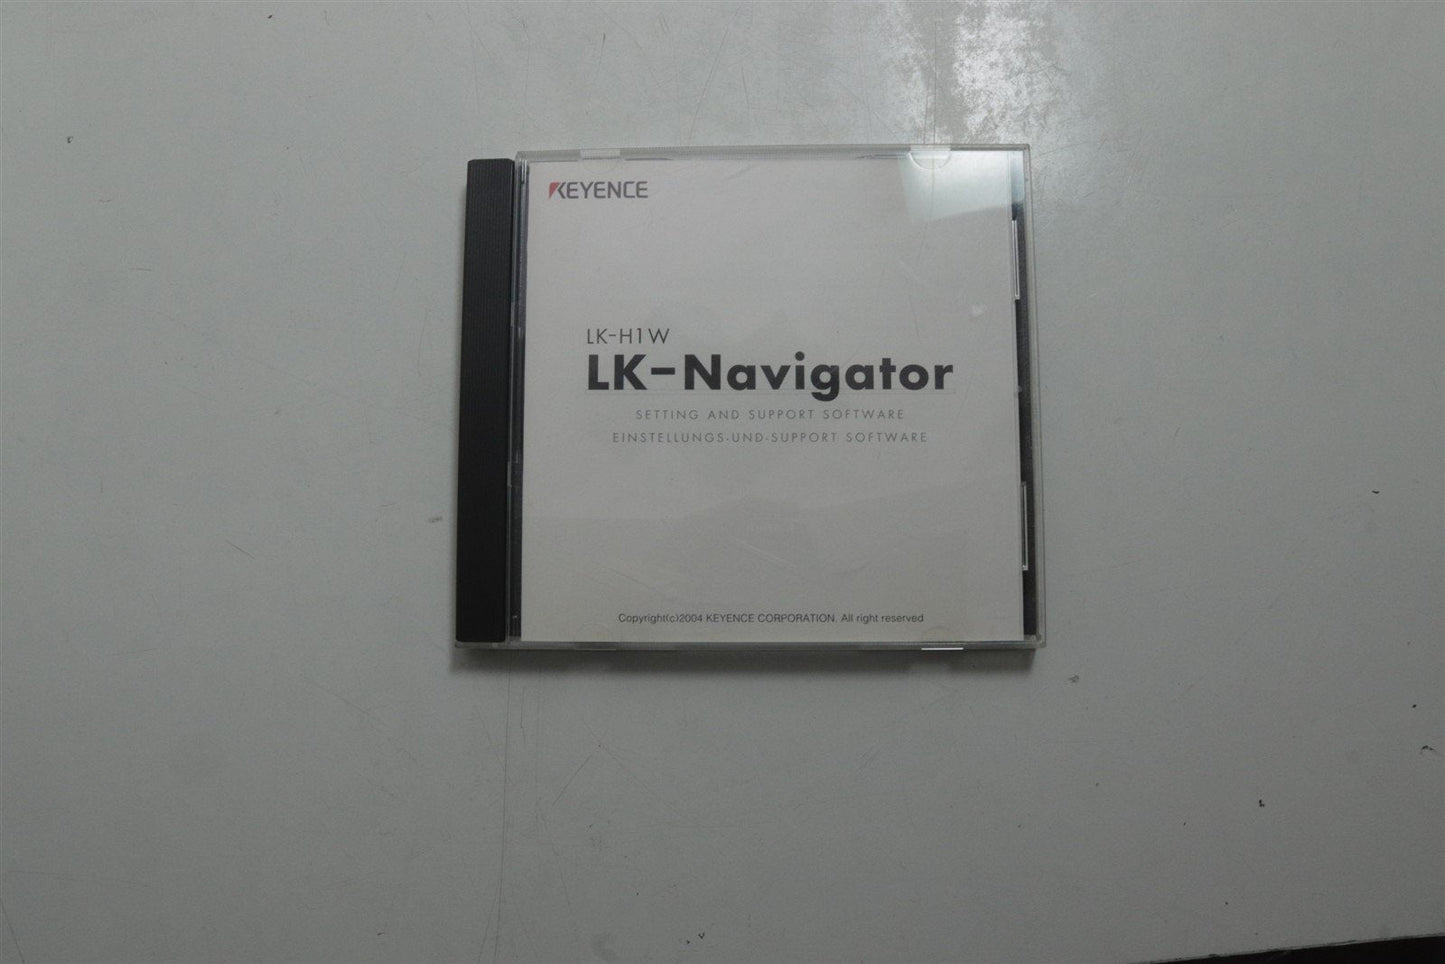 KEYENCE
LK-H1W
LK-Navigator
SETTING AND SUPPORT SOFTWARE
EINSTELLUNGS-UND-SUPPORT SOFTWARE
Copyright(c)2004 KEYENCE CORPORATION. All right reserved